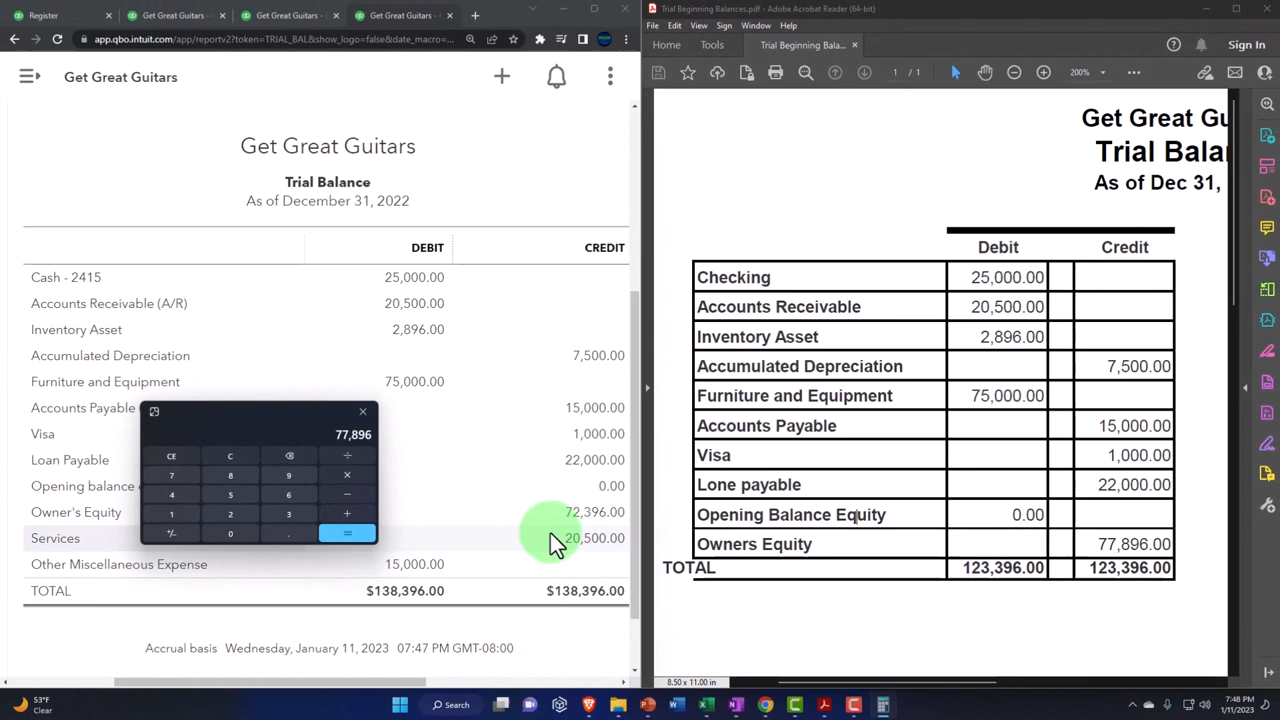 Register
Get Great Guitars -
Get Great Guitars -
Get Great Guitars -
app.qbo.intuit.com/app/reportv2?token=TRIAL_BAL&show_logo=false&date_macro=...
Get Great Guitars
Get Great Guitars
Trial Balance
As of December 31, 2022
DEBIT CREDIT
Cash - 2415 25,000.00
Accounts Receivable (A/R) 20,500.00
Inventory Asset 2,896.00
Accumulated Depreciation 7,500.00
Furniture and Equipment 75,000.00
Accounts Payable 15,000.00
Visa 1,000.00
Loan Payable 22,000.00
Opening balance 0.00
Owner's Equity 72,396.00
Services 20,500.00
Other Miscellaneous Expense 15,000.00
TOTAL $138,396.00 $138,396.00
Accrual basis Wednesday, January 11, 2023 07:47 PM GMT-08:00
77,896
CE C ⌫ ÷
7 8 9 ×
4 5 6 −
1 2 3 +
+/− 0 . =
Trial Beginning Balances.pdf - Adobe Acrobat Reader (64-bit)
File Edit View Sign Window Help
Home Tools Trial Beginning Bala... ×
Sign In
1 / 1 200%
Get Great Gu
Trial Bala
As of Dec 31,
Debit Credit
Checking 25,000.00
Accounts Receivable 20,500.00
Inventory Asset 2,896.00
Accumulated Depreciation 7,500.00
Furniture and Equipment 75,000.00
Accounts Payable 15,000.00
Visa 1,000.00
Lone payable 22,000.00
Opening Balance Equity 0.00
Owners Equity 77,896.00
TOTAL 123,396.00 123,396.00
8.50 x 11.00 in
53°F
Clear
Search
7:48 PM
1/11/2023